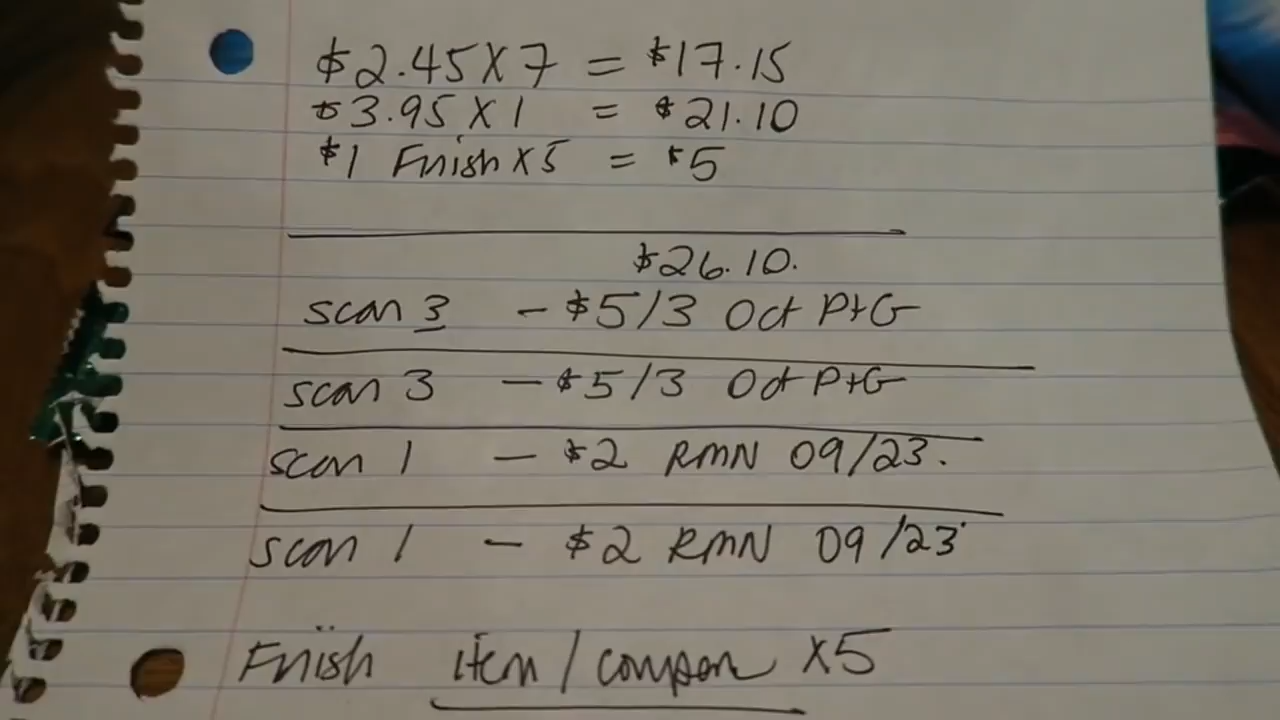 $2.45 X 7 = $17.15
$3.95 X 1 = $21.10
$1 Finish X 5 = $5
$26.10.
scan 3 - $5/3 Oct P+G
scan 3 - $5/3 Oct P+G
scan 1 - $2 RMN 09/23.
scan 1 - $2 RMN 09/23
Finish item/coupon X5